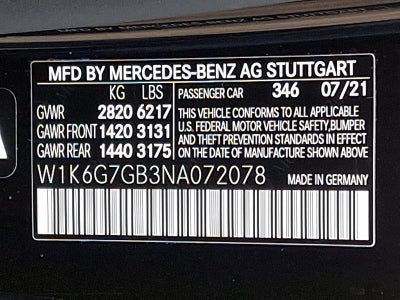 MFD BY MERCEDES-BENZ AG STUTTGART
KG LBS PASSENGER CAR 346 07/21
GVWR 2820 6217 THIS VEHICLE CONFORMS TO ALL APPLICABLE
GAWR FRONT 1420 3131 U.S. FEDERAL MOTOR VEHICLE SAFETY, BUMPER
AND THEFT PREVENTION STANDARDS IN EFFECT
GAWR REAR 1440 3175 ON THE DATE OF MANUFACTURE SHOWN ABOVE.
W1K6G7GB3NA072078 MADE IN GERMANY